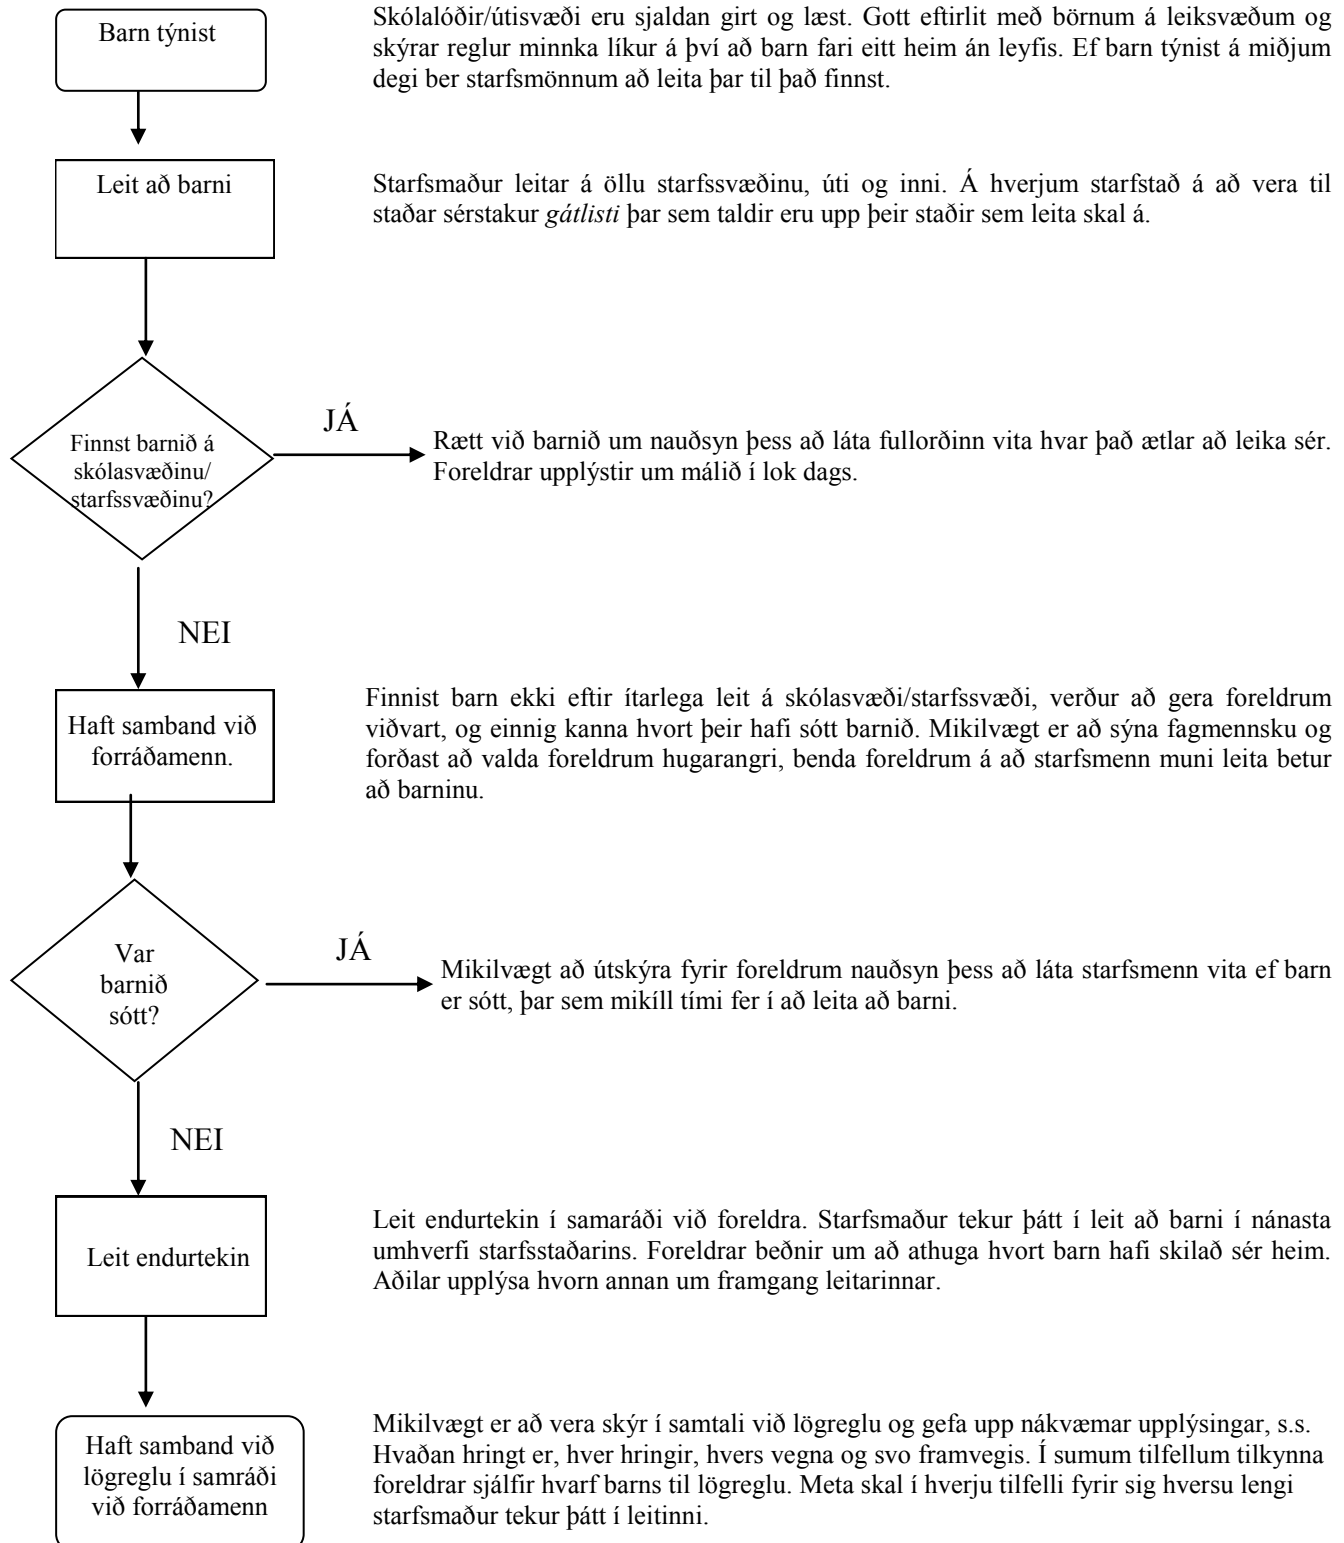 Barn týnist
Skólalóðir/útisvæði eru sjaldan girt og læst. Gott eftirlit með börnum á leiksvæðum og
skýrar reglur minnka líkur á því að barn fari eitt heim án leyfis. Ef barn týnist á miðjum
degi ber starfsmönnum að leita þar til það finnst.
Leit að barni
Starfsmaður leitar á öllu starfssvæðinu, úti og inni. Á hverjum starfstað á að vera til
staðar sérstakur gátlisti þar sem taldir eru upp þeir staðir sem leita skal á.
Finnst barnið á
skólasvæðinu/
starfssvæðinu?
JÁ
Rætt við barnið um nauðsyn þess að láta fullorðinn vita hvar það ætlar að leika sér.
Foreldrar upplýstir um málið í lok dags.
NEI
Haft samband við
forráðamenn.
Finnist barn ekki eftir ítarlega leit á skólasvæði/starfssvæði, verður að gera foreldrum
viðvart, og einnig kanna hvort þeir hafi sótt barnið. Mikilvægt er að sýna fagmennsku og
forðast að valda foreldrum hugarangri, benda foreldrum á að starfsmenn muni leita betur
að barninu.
Var
barnið
sótt?
JÁ
Mikilvægt að útskýra fyrir foreldrum nauðsyn þess að láta starfsmenn vita ef barn
er sótt, þar sem mikíll tími fer í að leita að barni.
NEI
Leit endurtekin
Leit endurtekin í samaráði við foreldra. Starfsmaður tekur þátt í leit að barni í nánasta
umhverfi starfsstaðarins. Foreldrar beðnir um að athuga hvort barn hafi skilað sér heim.
Aðilar upplýsa hvorn annan um framgang leitarinnar.
Haft samband við
lögreglu í samráði
við forráðamenn
Mikilvægt er að vera skýr í samtali við lögreglu og gefa upp nákvæmar upplýsingar, s.s.
Hvaðan hringt er, hver hringir, hvers vegna og svo framvegis. Í sumum tilfellum tilkynna
foreldrar sjálfir hvarf barns til lögreglu. Meta skal í hverju tilfelli fyrir sig hversu lengi
starfsmaður tekur þátt í leitinni.